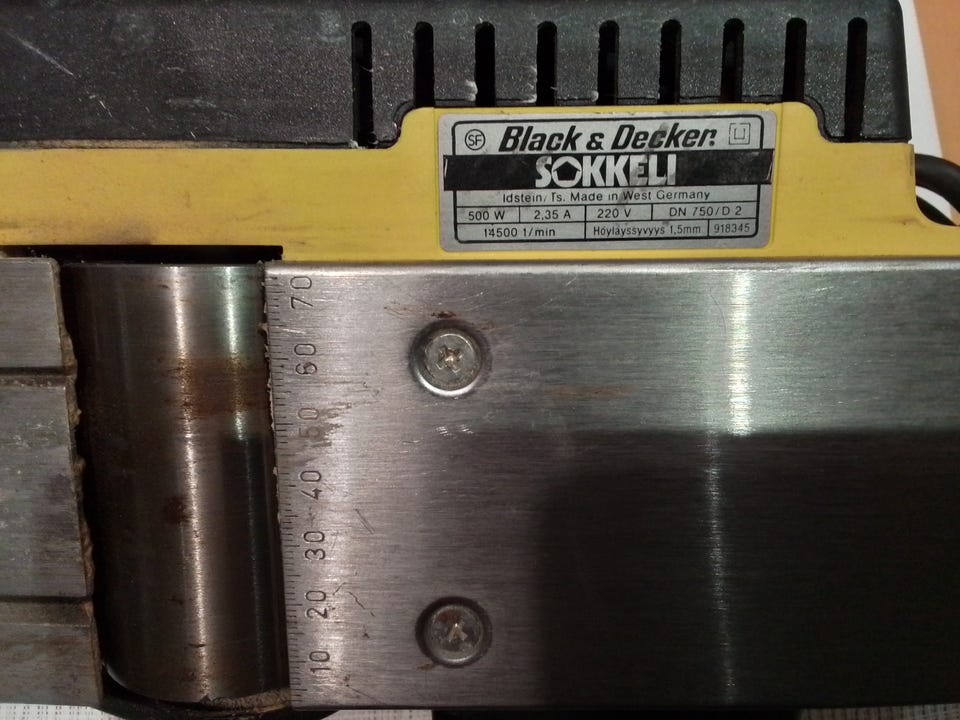 SF Black & Decker.
SOKKELI
Idstein/Ts. Made in West Germany
500 W 2,35 A 220 V DN 750/D 2
14500 1/min Höyläyssyvyys 1,5mm 918345
70
60
50
40
30
20
10